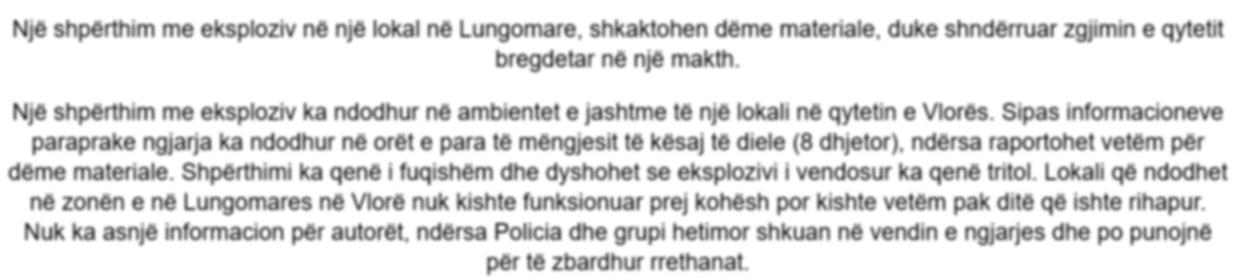 Një shpërthim me eksploziv në një lokal në Lungomare, shkaktohen dëme materiale, duke shndërruar zgjimin e qytetit
bregdetar në një makth.
Një shpërthim me eksploziv ka ndodhur në ambientet e jashtme të një lokali në qytetin e Vlorës. Sipas informacioneve
paraprake ngjarja ka ndodhur në orët e para të mëngjesit të kësaj të diele (8 dhjetor), ndërsa raportohet vetëm për
dëme materiale. Shpërthimi ka qenë i fuqishëm dhe dyshohet se eksplozivi i vendosur ka qenë tritol. Lokali që ndodhet
në zonën e në Lungomares në Vlorë nuk kishte funksionuar prej kohësh por kishte vetëm pak ditë që ishte rihapur.
Nuk ka asnjë informacion për autorët, ndërsa Policia dhe grupi hetimor shkuan në vendin e ngjarjes dhe po punojnë
për të zbardhur rrethanat.